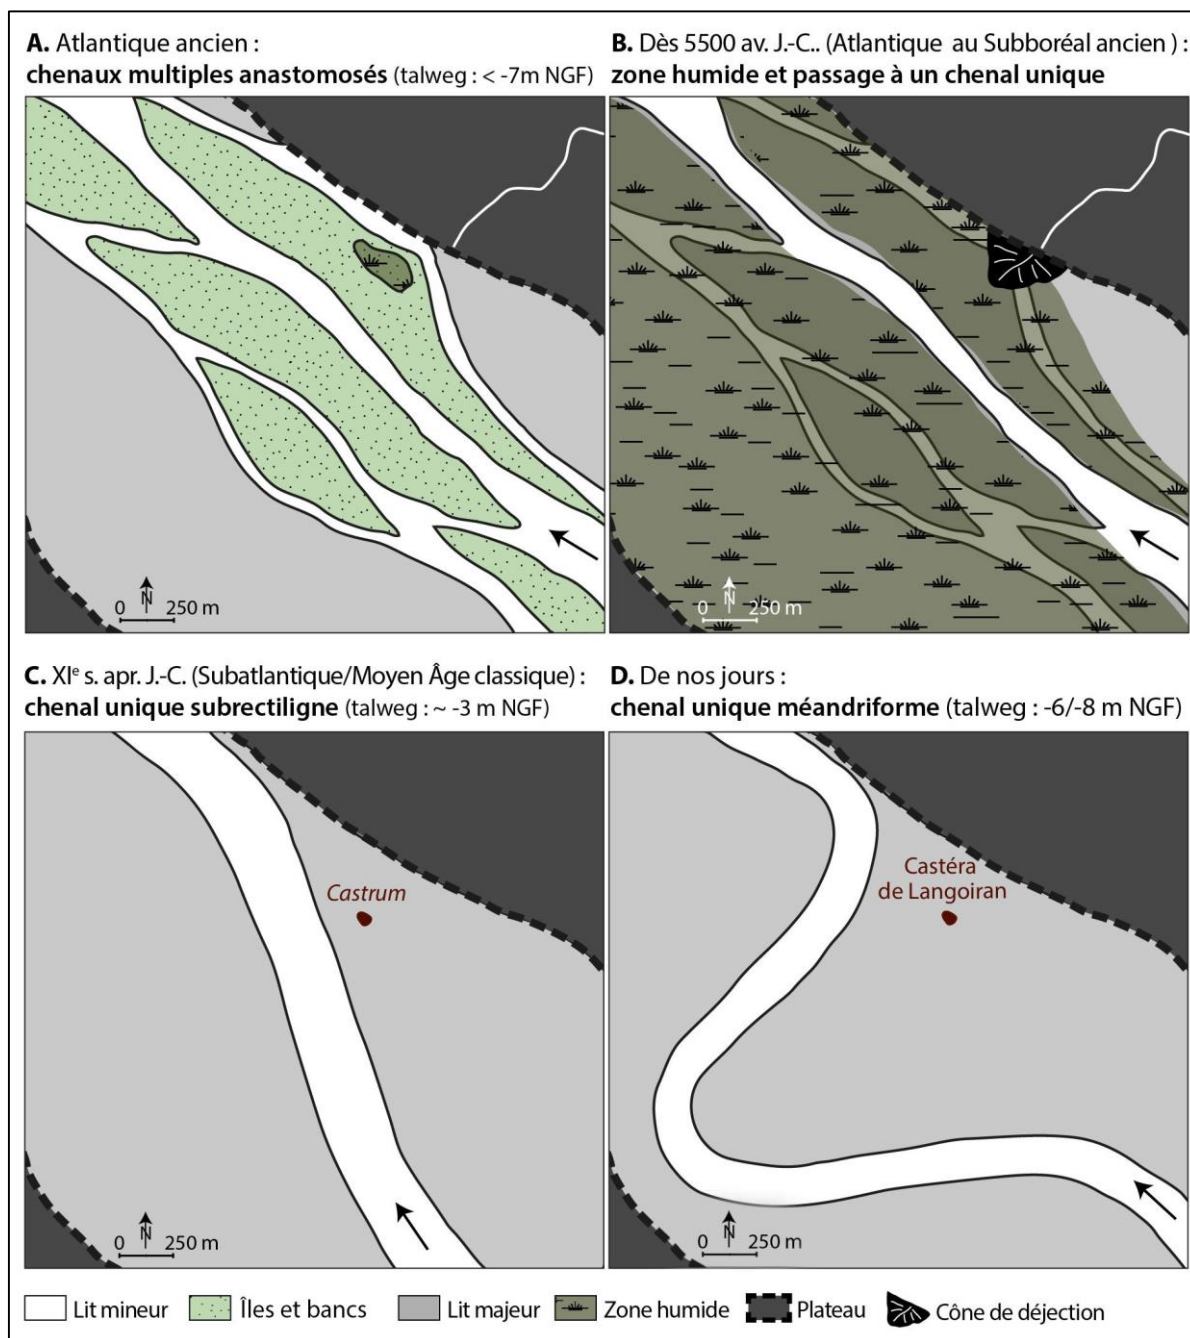 A. Atlantique ancien :
chenaux multiples anastomosés (talweg : < -7m NGF)
B. Dès 5500 av. J.-C.. (Atlantique au Subboréal ancien ) :
zone humide et passage à un chenal unique
N
0 250 m
N
0 250 m
C. XIe s. apr. J.-C. (Subatlantique/Moyen Âge classique) :
chenal unique subrectiligne (talweg : ~ -3 m NGF)
D. De nos jours :
chenal unique méandriforme (talweg : -6/-8 m NGF)
Castrum
Castéra
de Langoiran
N
0 250 m
N
0 250 m
Lit mineur Îles et bancs Lit majeur Zone humide Plateau Cône de déjection